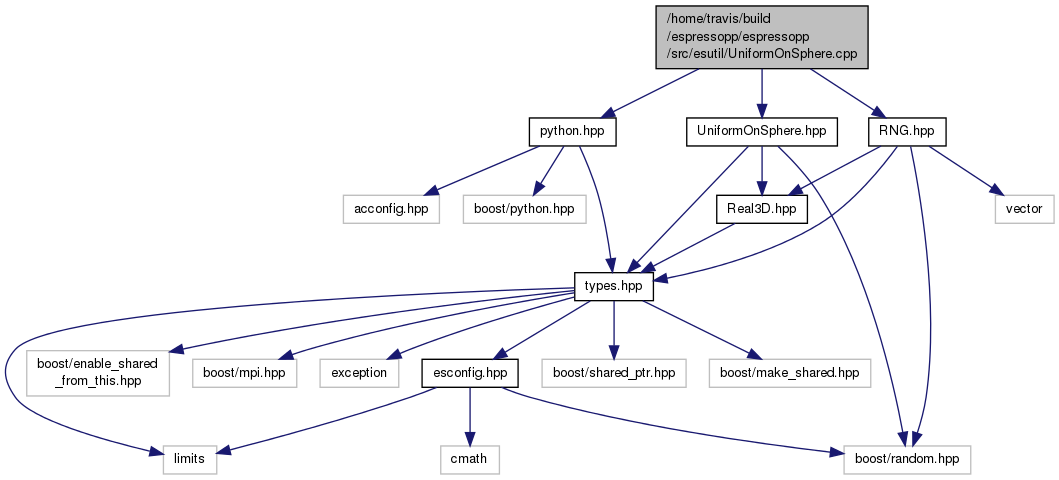 /home/travis/build
/espressopp/espressopp
/src/esutil/UniformOnSphere.cpp
python.hpp
UniformOnSphere.hpp
RNG.hpp
acconfig.hpp
boost/python.hpp
Real3D.hpp
vector
types.hpp
boost/enable_shared
_from_this.hpp
boost/mpi.hpp
exception
esconfig.hpp
boost/shared_ptr.hpp
boost/make_shared.hpp
limits
cmath
boost/random.hpp